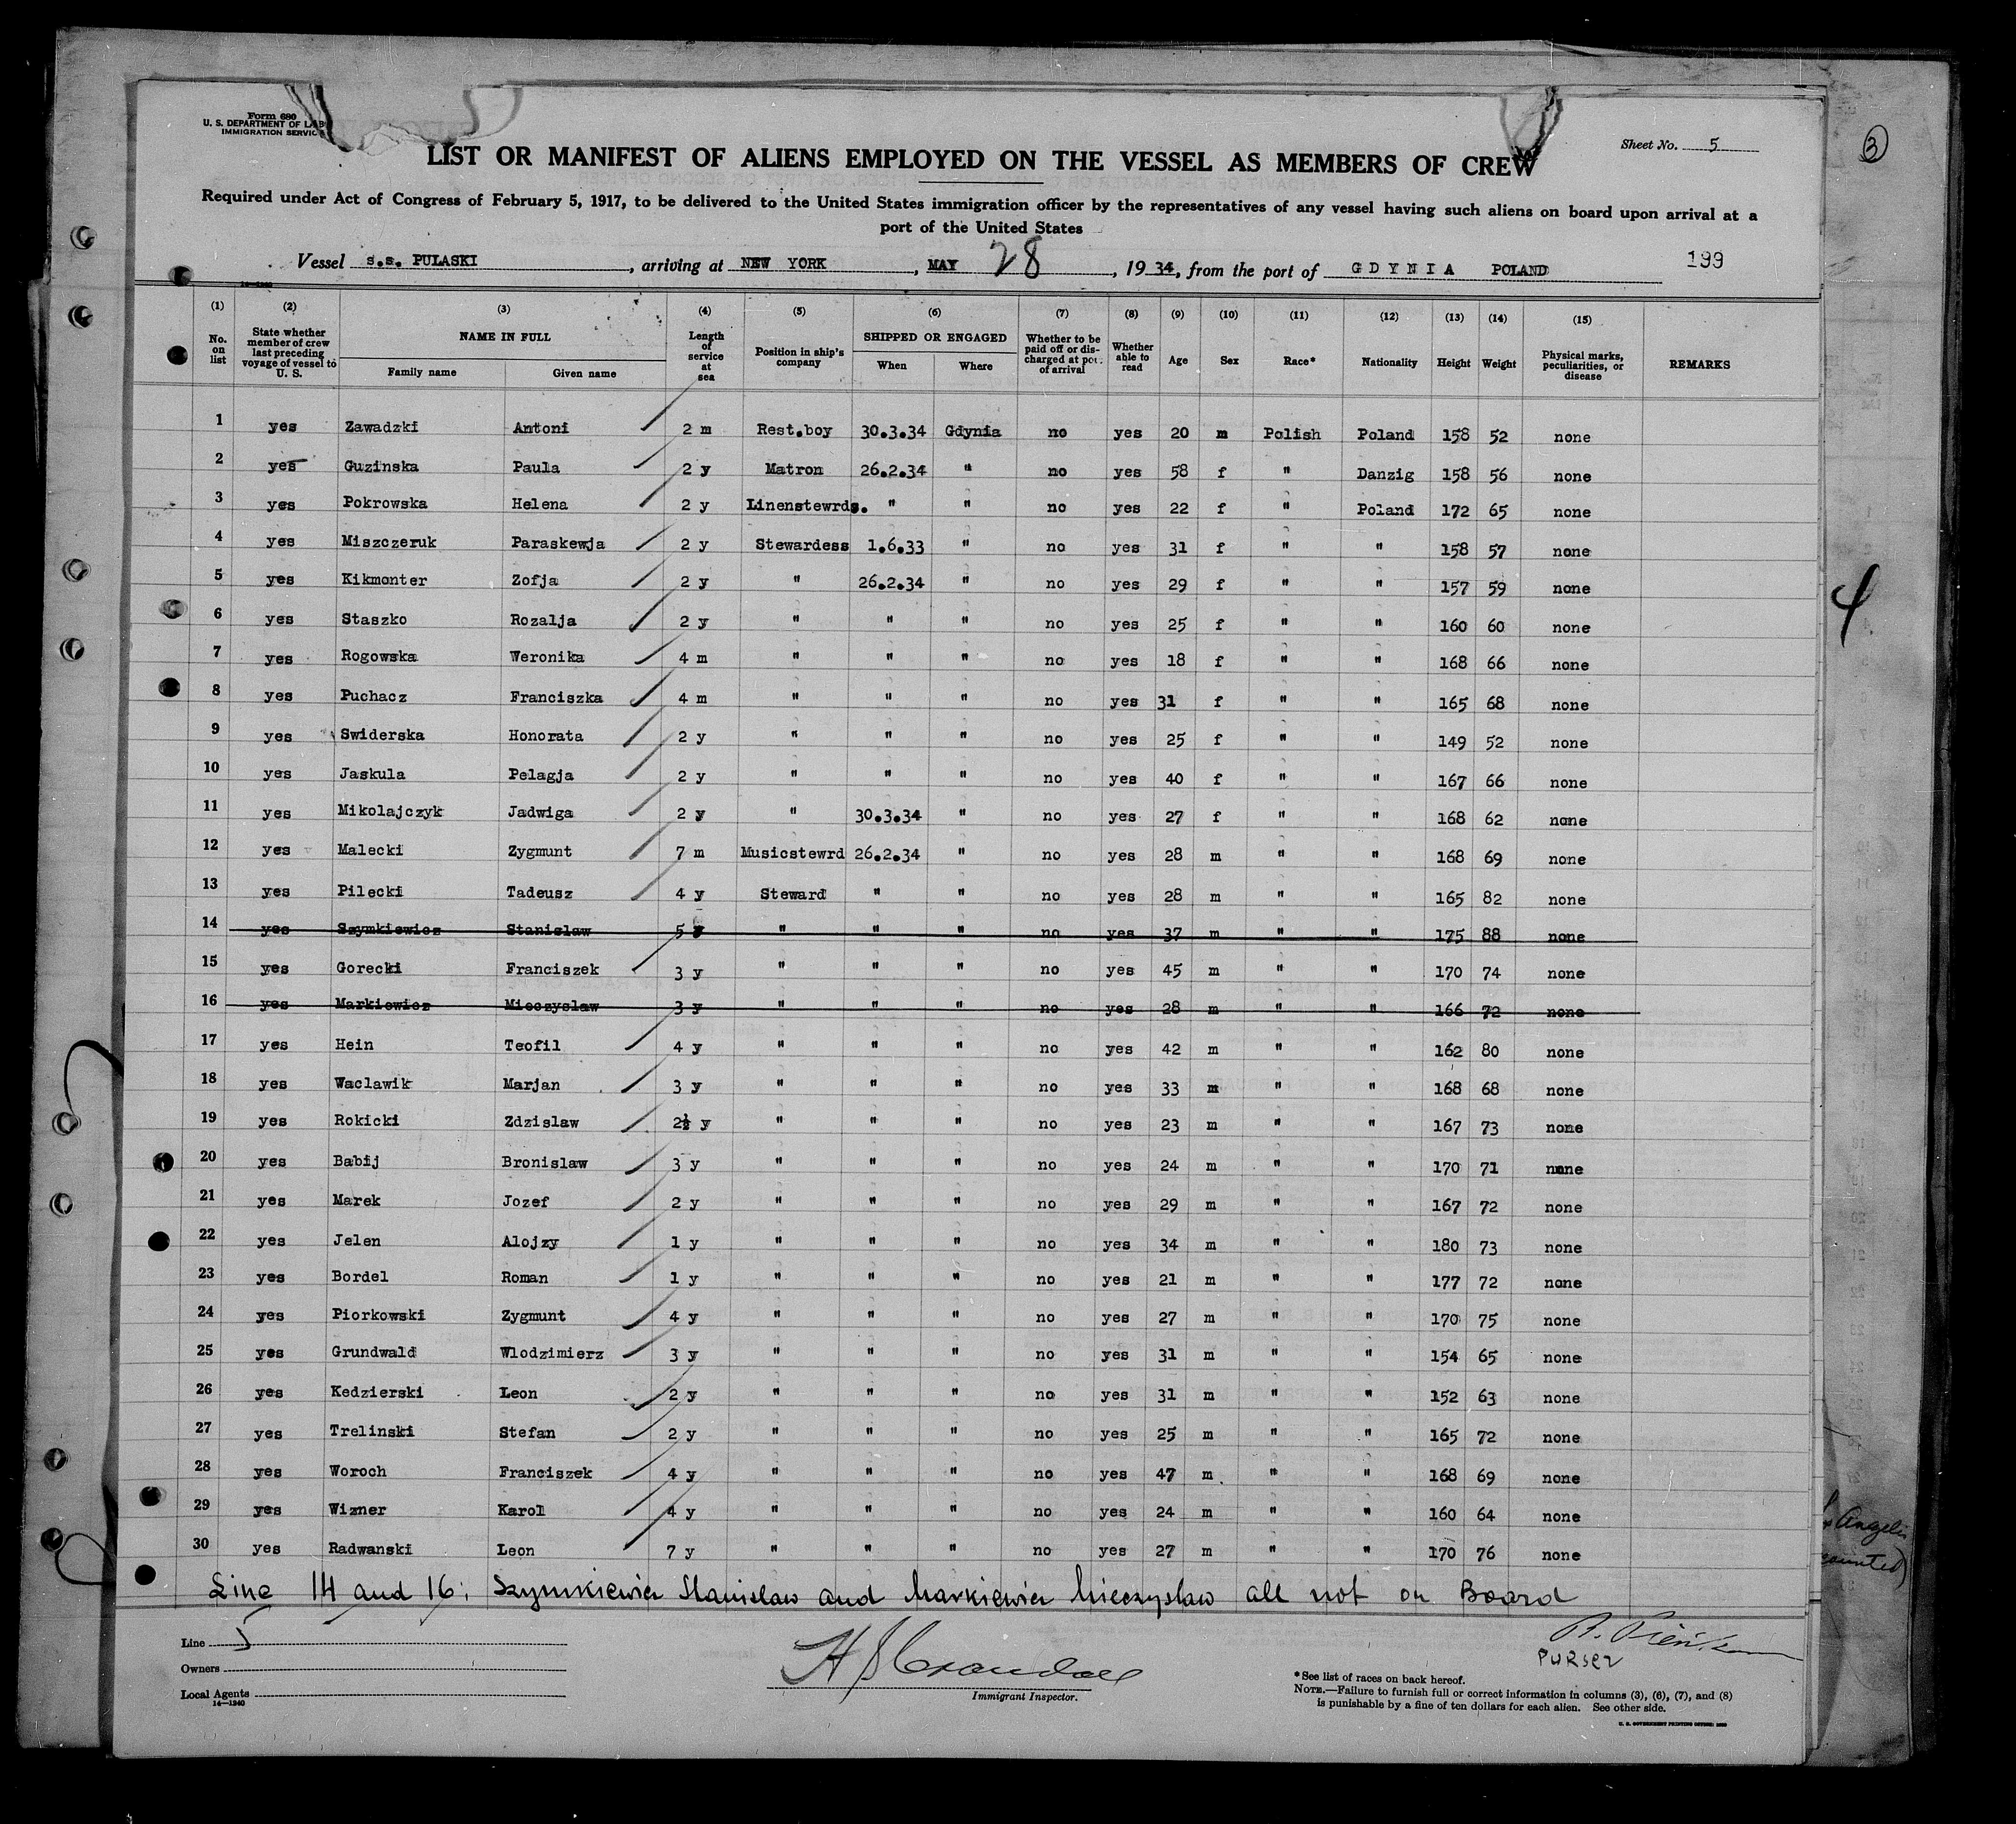 Form 680
U. S. DEPARTMENT OF LAB
IMMIGRATION SERVICE
Sheet No. 5
3
LIST OR MANIFEST OF ALIENS EMPLOYED ON THE VESSEL AS MEMBERS OF CREW
Required under Act of Congress of February 5, 1917, to be delivered to the United States immigration officer by the representatives of any vessel having such aliens on board upon arrival at a
port of the United States
Vessel s.s. PULASKI, arriving at NEW YORK, MAY 28, 1934, from the port of GDYNIA POLAND 199
14—1240
(1) (2) (3) (4) (5) (6) (7) (8) (9) (10) (11) (12) (13) (14) (15)
No. on list | State whether member of crew last preceding voyage of vessel to U. S. | NAME IN FULL Family name Given name | Length of service at sea | Position in ship's company | SHIPPED OR ENGAGED When Where | Whether to be paid off or discharged at port of arrival | Whether able to read | Age | Sex | Race* | Nationality | Height | Weight | Physical marks, peculiarities, or disease | REMARKS
1 yes Zawadzki Antoni 2 m Rest.boy 30.3.34 Gdynia no yes 20 m Polish Poland 158 52 none
2 yes Guzinska Paula 2 y Matron 26.2.34 " no yes 58 f " Danzig 158 56 none
3 yes Pokrowska Helena 2 y Linenstewrds. " " no yes 22 f " Poland 172 65 none
4 yes Miszczeruk Paraskewja 2 y Stewardess 1.6.33 " no yes 31 f " " 158 57 none
5 yes Kikmonter Zofja 2 y " 26.2.34 " no yes 29 f " " 157 59 none
6 yes Staszko Rozalja 2 y " " " no yes 25 f " " 160 60 none
7 yes Rogowska Weronika 4 m " " " no yes 18 f " " 168 66 none
8 yes Puchacz Franciszka 4 m " " " no yes 31 f " " 165 68 none
9 yes Swiderska Honorata 2 y " " " no yes 25 f " " 149 52 none
10 yes Jaskula Pelagja 2 y " " " no yes 40 f " " 167 66 none
11 yes Mikolajczyk Jadwiga 2 y " 30.3.34 " no yes 27 f " " 168 62 none
12 yes Malecki Zygmunt 7 m Musicstewrd 26.2.34 " no yes 28 m " " 168 69 none
13 yes Pilecki Tadeusz 4 y Steward " " no yes 28 m " " 165 82 none
14 yes Szymkiewicz Stanislaw 5 y " " " no yes 37 m " " 175 88 none
15 yes Gorecki Franciszek 3 y " " " no yes 45 m " " 170 74 none
16 yes Markiewicz Mieczyslaw 3 y " " " no yes 28 m " " 166 72 none
17 yes Hein Teofil 4 y " " " no yes 42 m " " 162 80 none
18 yes Waclawik Marjan 3 y " " " no yes 33 m " " 168 68 none
19 yes Rokicki Zdzislaw 2½ y " " " no yes 23 m " " 167 73 none
20 yes Babij Bronislaw 3 y " " " no yes 24 m " " 170 71 none
21 yes Marek Jozef 2 y " " " no yes 29 m " " 167 72 none
22 yes Jelen Alojzy 1 y " " " no yes 34 m " " 180 73 none
23 yes Bordel Roman 1 y " " " no yes 21 m " " 177 72 none
24 yes Piorkowski Zygmunt 4 y " " " no yes 27 m " " 170 75 none
25 yes Grundwald Wlodzimierz 3 y " " " no yes 31 m " " 154 65 none
26 yes Kedzierski Leon 2 y " " " no yes 31 m " " 152 63 none
27 yes Trelinski Stefan 2 y " " " no yes 25 m " " 165 72 none
28 yes Woroch Franciszek 4 y " " " no yes 47 m " " 168 69 none
29 yes Wizner Karol 4 y " " " no yes 24 m " " 160 64 none
30 yes Radwanski Leon 7 y " " " no yes 27 m " " 170 76 none
4
Line 14 and 16: Szymkiewicz Stanislaw and Markiewicz Mieczyslaw all not on Board
Line
Owners
Local Agents
14—1240
Immigrant Inspector.
Purser
*See list of races on back hereof.
NOTE.—Failure to furnish full or correct information in columns (3), (6), (7), and (8)
is punishable by a fine of ten dollars for each alien. See other side.